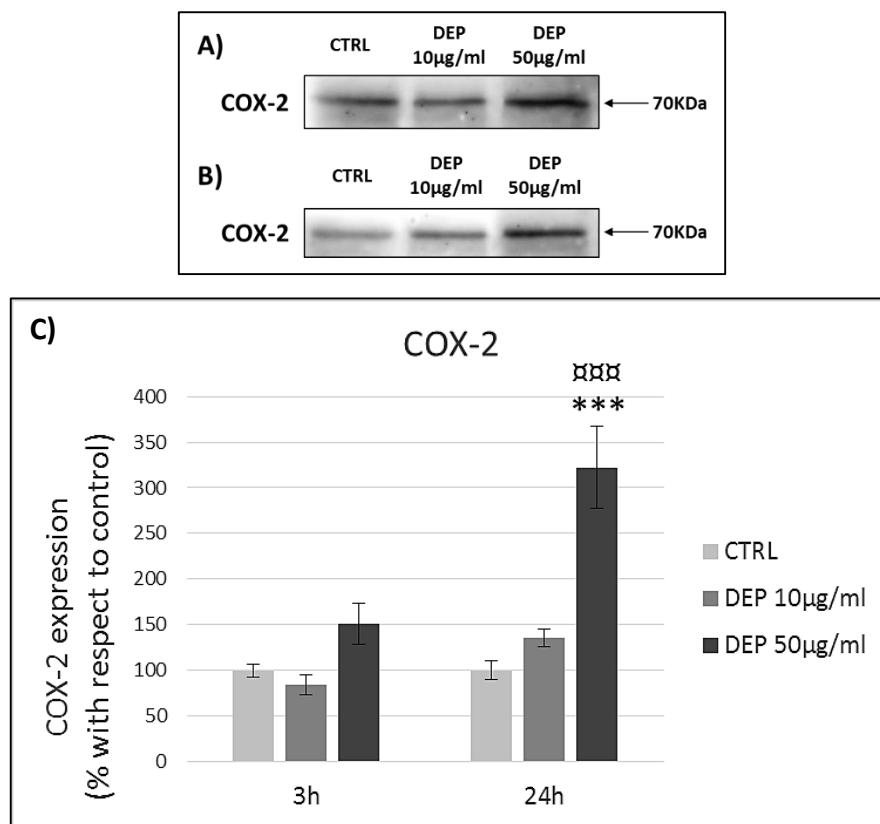 A)
CTRL
DEP
10µg/ml
DEP
50µg/ml
COX-2
70KDa
B)
CTRL
DEP
10µg/ml
DEP
50µg/ml
COX-2
70KDa
C)
COX-2
¤¤¤
***
400
350
300
250
200
150
100
50
0
COX-2 expression
(% with respect to control)
3h
24h
CTRL
DEP 10µg/ml
DEP 50µg/ml